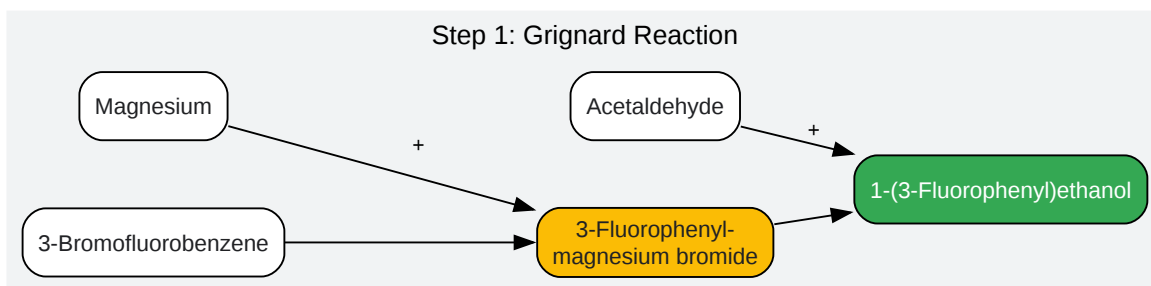 Step 1: Grignard Reaction
Magnesium
Acetaldehyde
+
+
1-(3-Fluorophenyl)ethanol
3-Bromofluorobenzene
3-Fluorophenyl-
magnesium bromide